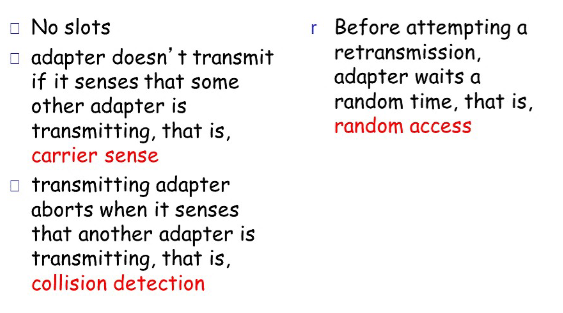 No slots
adapter doesn't transmit
if it senses that some
other adapter is
transmitting, that is,
carrier sense
transmitting adapter
aborts when it senses
that another adapter is
transmitting, that is,
collision detection
r Before attempting a
retransmission,
adapter waits a
random time, that is,
random access